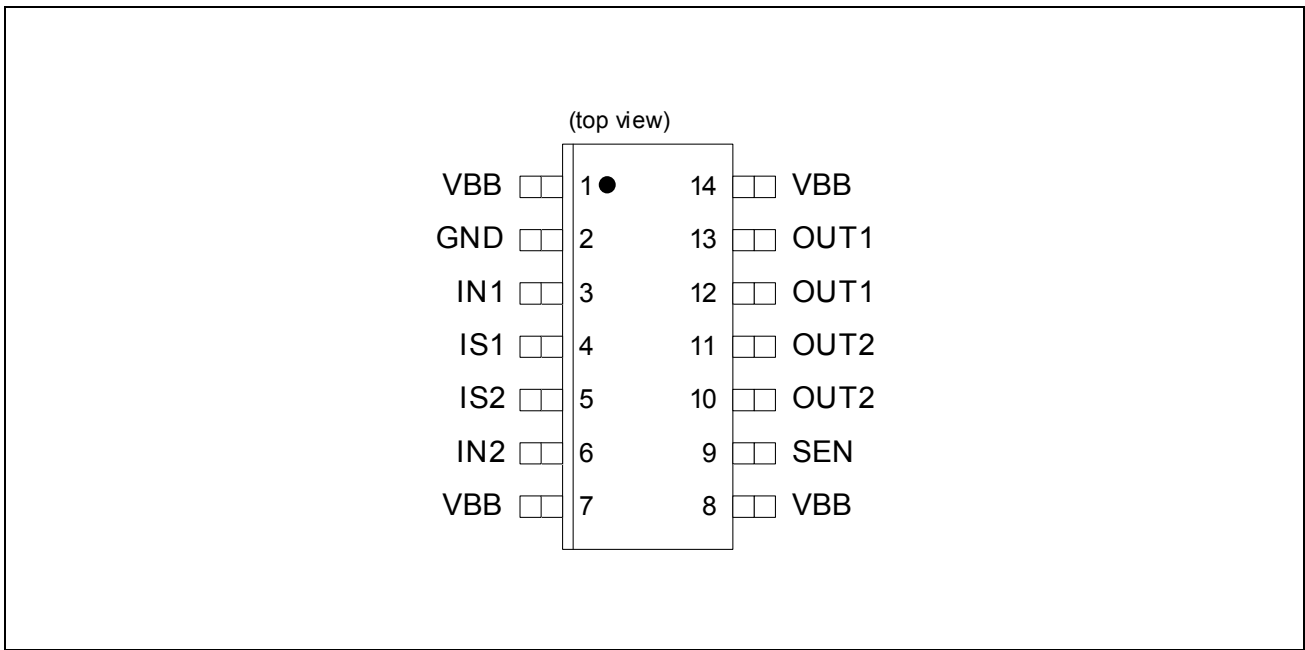 (top view)
VBB 1 14 VBB
GND 2 13 OUT1
IN1 3 12 OUT1
IS1 4 11 OUT2
IS2 5 10 OUT2
IN2 6 9 SEN
VBB 7 8 VBB